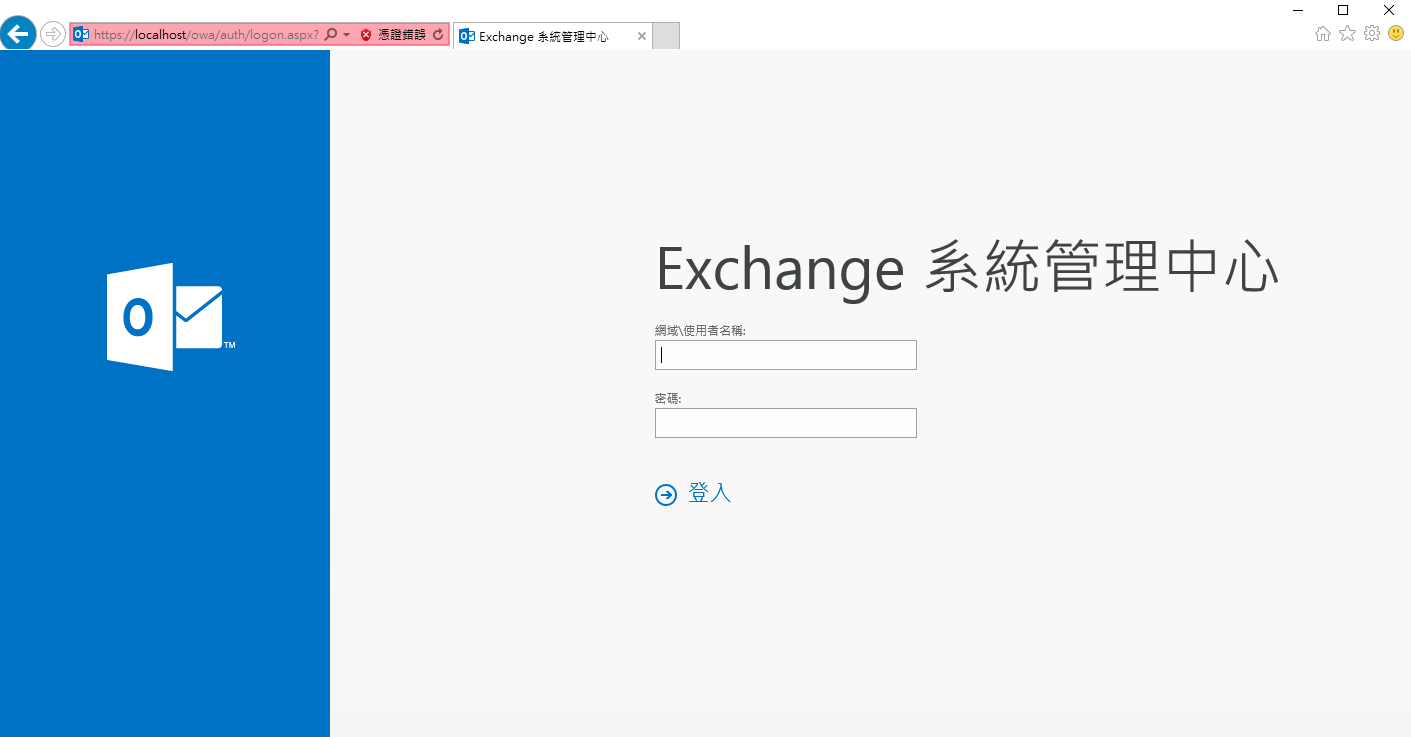 https://localhost/owa/auth/logon.aspx?
憑證錯誤
Exchange 系統管理中心
O
TM
Exchange 系統管理中心
網域\使用者名稱:
密碼:
登入